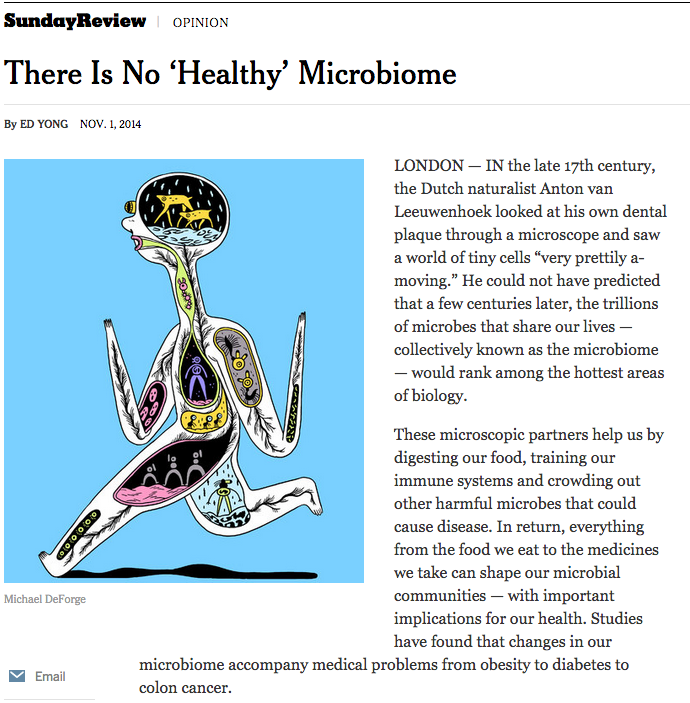 SundayReview | OPINION
There Is No ‘Healthy’ Microbiome
By ED YONG NOV. 1, 2014
LONDON — IN the late 17th century,
the Dutch naturalist Anton van
Leeuwenhoek looked at his own dental
plaque through a microscope and saw
a world of tiny cells “very prettily a-
moving.” He could not have predicted
that a few centuries later, the trillions
of microbes that share our lives —
collectively known as the microbiome
— would rank among the hottest areas
of biology.
These microscopic partners help us by
digesting our food, training our
immune systems and crowding out
other harmful microbes that could
cause disease. In return, everything
from the food we eat to the medicines
we take can shape our microbial
communities — with important
implications for our health. Studies
have found that changes in our
microbiome accompany medical problems from obesity to diabetes to
colon cancer.
Michael DeForge
Email